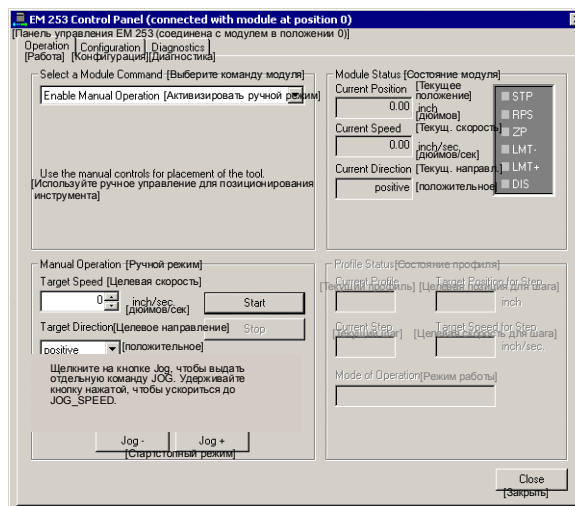 EM 253 Control Panel (connected with module at position 0)
[Панель управления EM 253 (соединена с модулем в положении 0)]
Operation Configuration Diagnostics
[Работа] [Конфигурация][Диагностика]
Select a Module Command [Выберите команду модуля]
Enable Manual Operation [Активизировать ручной режим]
Use the manual controls for placement of the tool.
[Используйте ручное управление для позиционирования
инструмента]
Module Status [Состояние модуля]
Current Position [Текущее
положение]
0.00 inch
[дюймов]
Current Speed [Текущ. скорость]
0.00 inch/sec.
[дюймов/сек]
Current Direction [Текущ. направл.]
positive [положительное]
STP
RPS
ZP
LMT-
LMT+
DIS
Manual Operation [Ручной режим]
Target Speed [Целевая скорость]
0 inch/sec.
[дюймов/сек]
Start
Target Direction[Целевое направление]
Stop
positive [положительное]
Щелкните на кнопке Jog, чтобы выдать
отдельную команду JOG. Удерживайте
кнопку нажатой, чтобы ускориться до
JOG_SPEED.
Jog - Jog +
[Стартстопный режим]
Profile Status[Состояние профиля]
Current Profile Target Position for Step
[Текущий профиль] [Целевая позиция для шага]
inch
Current Step Target Speed for Step
[Текущий шаг] [Целевая скорость для шага]
inch/sec.
Mode of Operation[Режим работы]
Close
[Закрыть]